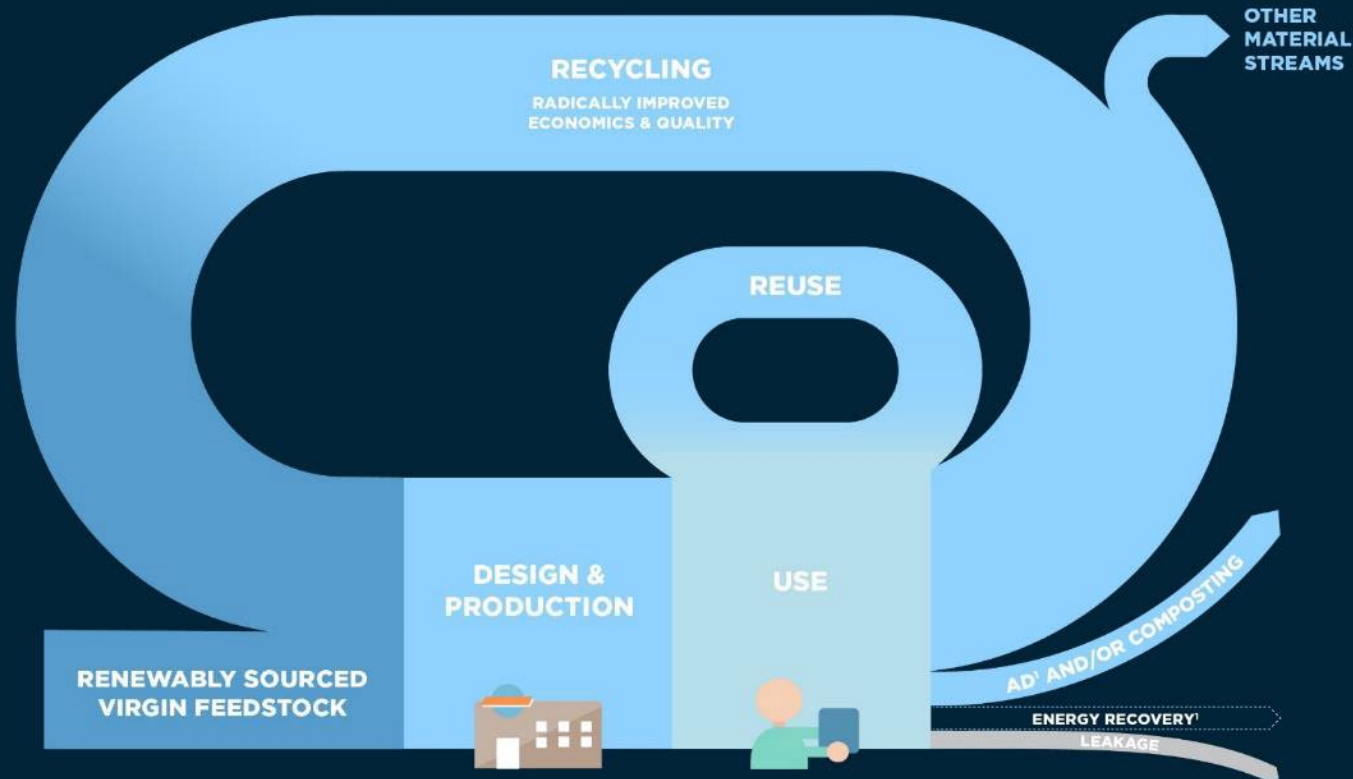 OTHER
MATERIAL
STREAMS
RECYCLING
RADICALLY IMPROVED
ECONOMICS & QUALITY
REUSE
DESIGN &
PRODUCTION
USE
RENEWABLY SOURCED
VIRGIN FEEDSTOCK
AD¹ AND/OR COMPOSTING
ENERGY RECOVERY¹
LEAKAGE